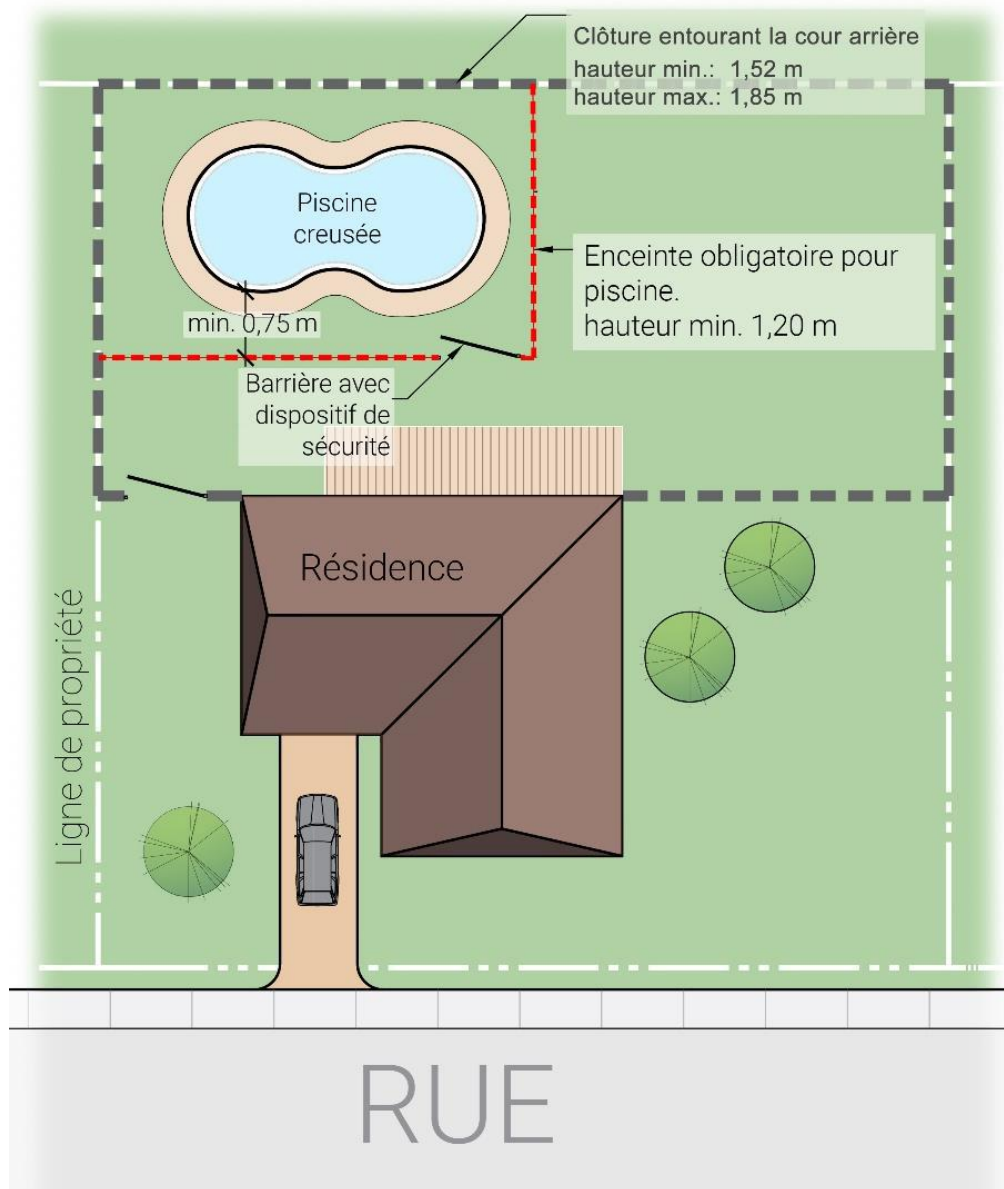 Clôture entourant la cour arrière
hauteur min.: 1,52 m
hauteur max.: 1,85 m
Piscine
creusée
Enceinte obligatoire pour
piscine.
hauteur min. 1,20 m
min. 0,75 m
Barrière avec
dispositif de
sécurité
Résidence
Ligne de propriété
RUE